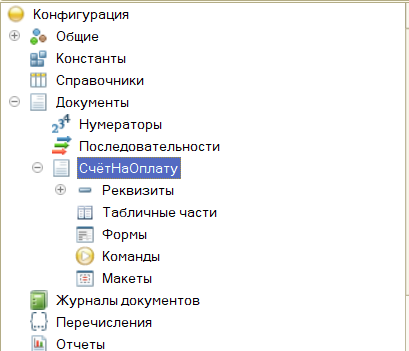 Конфигурация
Общие
Константы
Справочники
Документы
Нумераторы
Последовательности
СчётНаОплату
Реквизиты
Табличные части
Формы
Команды
Макеты
Журналы документов
Перечисления
Отчеты